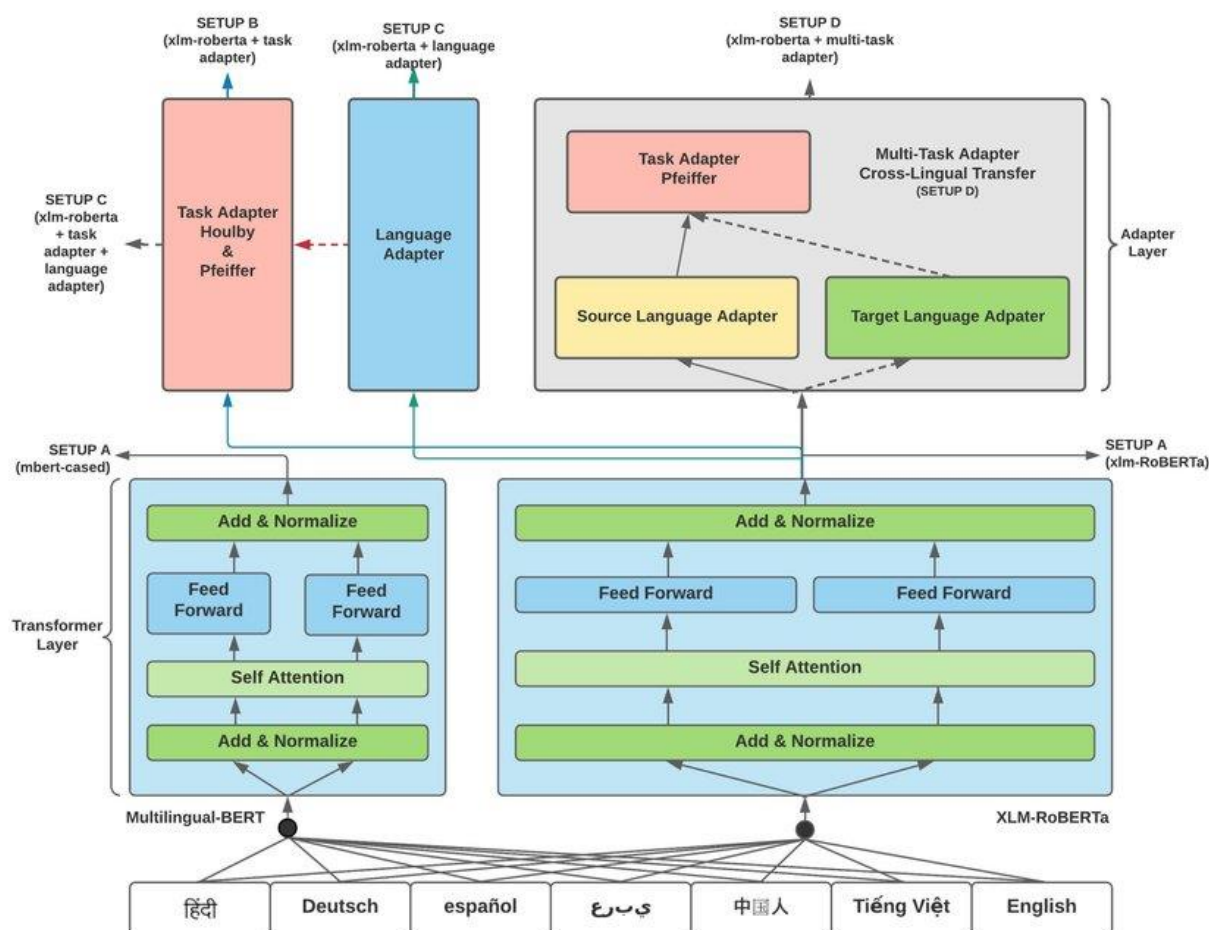 SETUP B
(xlm-roberta + task
adapter)
SETUP C
(xlm-roberta + language
adapter)
SETUP D
(xlm-roberta + multi-task
adapter)
SETUP C
(xlm-roberta
+ task
adapter +
language
adapter)
Task Adapter
Houlby
&
Pfeiffer
Language
Adapter
Task Adapter
Pfeiffer
Multi-Task Adapter
Cross-Lingual Transfer
(SETUP D)
Source Language Adapter
Target Language Adpater
Adapter
Layer
SETUP A
(mbert-cased)
SETUP A
(xlm-RoBERTa)
Transformer
Layer
Add & Normalize
Feed
Forward
Feed
Forward
Self Attention
Add & Normalize
Multilingual-BERT
Add & Normalize
Feed Forward
Feed Forward
Self Attention
Add & Normalize
XLM-RoBERTa
हिंदी
Deutsch
español
يبرع
中国人
Tiếng Việt
English